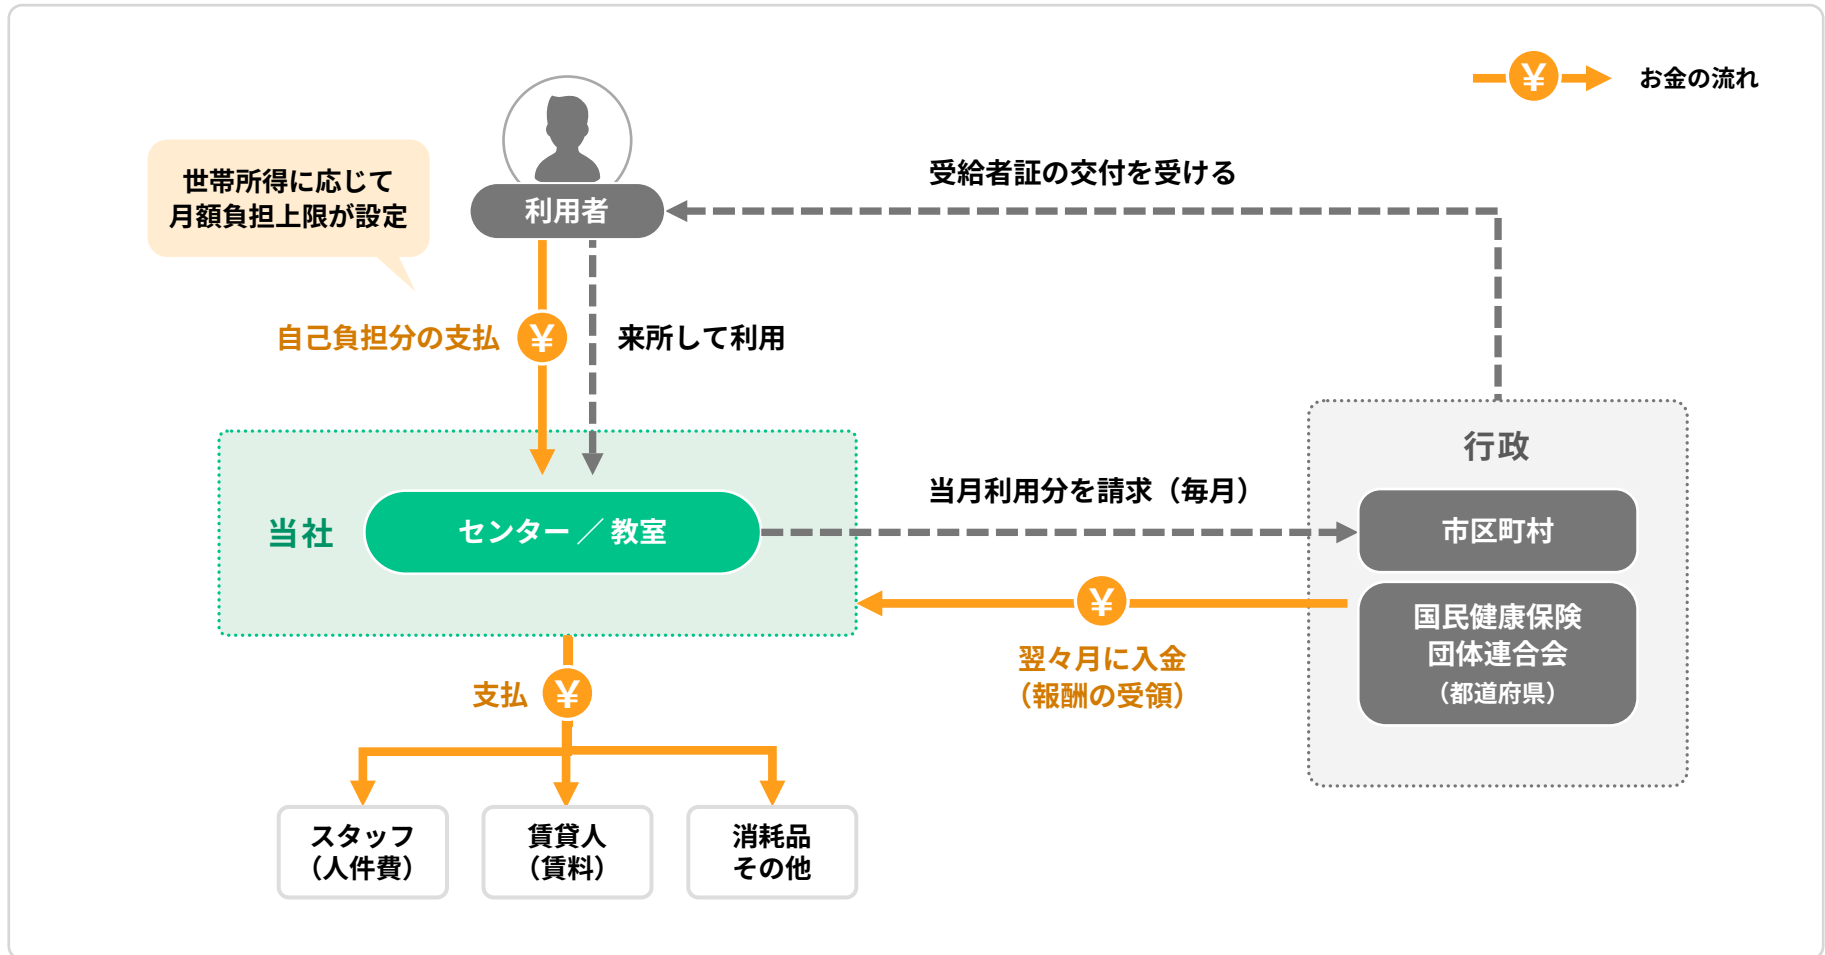 ¥
お金の流れ
受給者証の交付を受ける
世帯所得に応じて
月額負担上限が設定
利用者
自己負担分の支払
¥
来所して利用
行政
当社
センター ／ 教室
当月利用分を請求（毎月）
市区町村
¥
国民健康保険
団体連合会
（都道府県）
翌々月に入金
（報酬の受領）
支払
¥
スタッフ
（人件費）
賃貸人
（賃料）
消耗品
その他